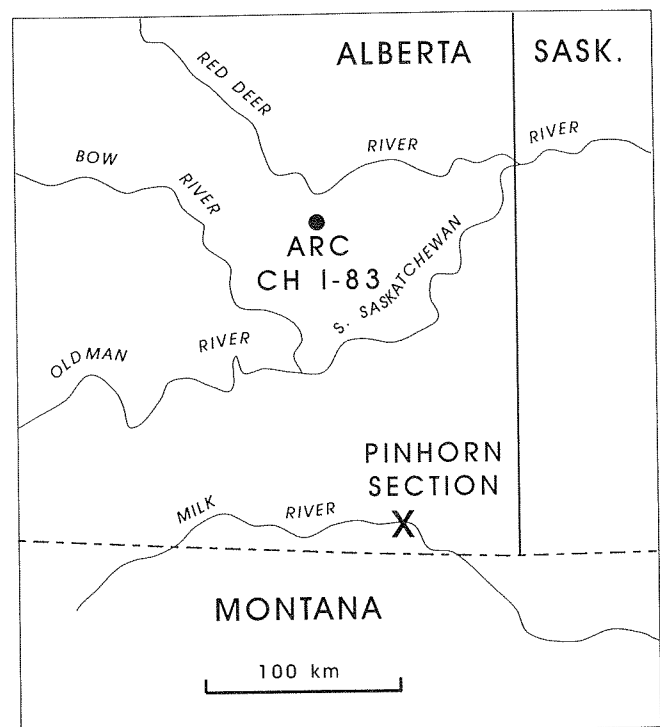 ALBERTA
SASK.
RED DEER
RIVER
RIVER
BOW
RIVER
ARC
CH I-83
S. SASKATCHEWAN
OLDMAN
RIVER
PINHORN
SECTION
MILK
RIVER
X
MONTANA
100 km